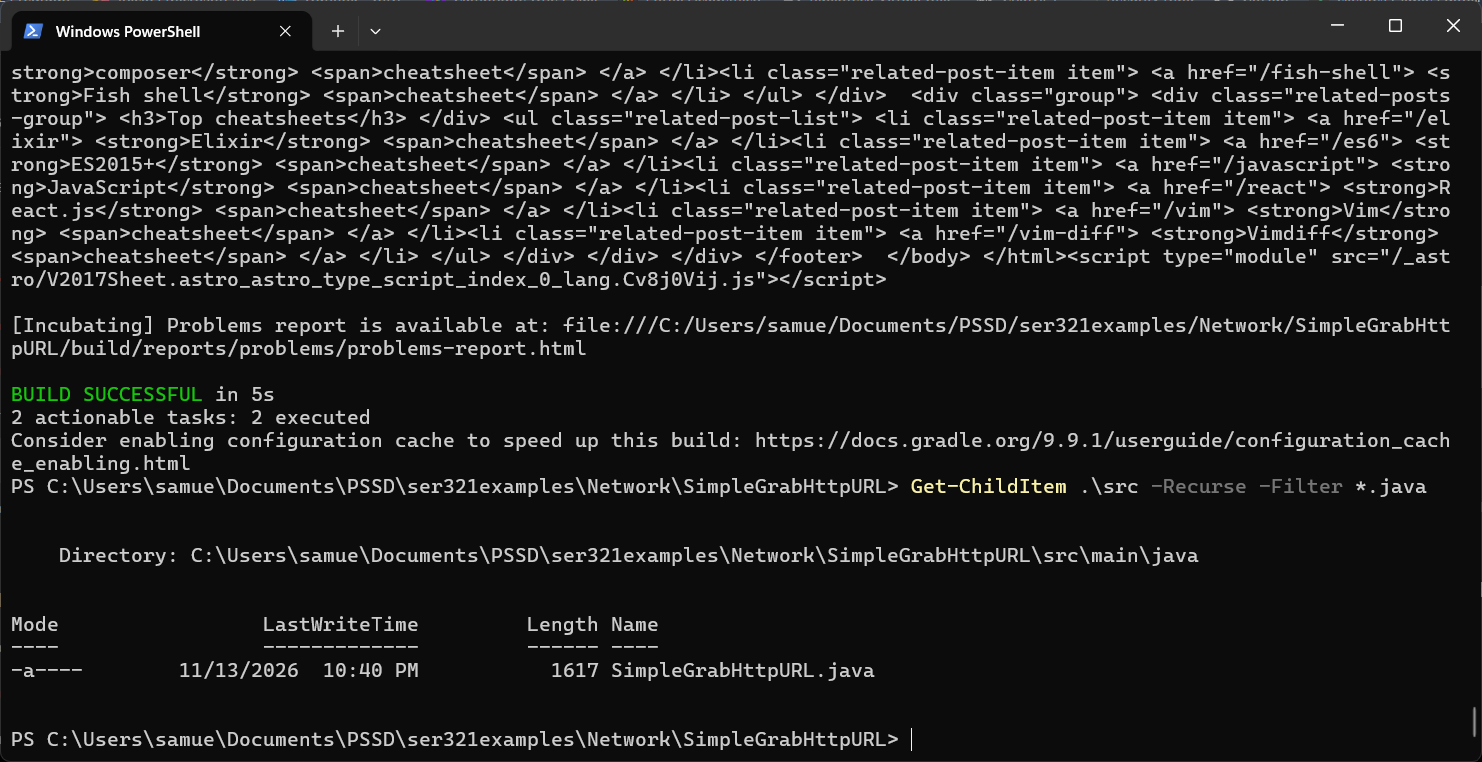 Windows PowerShell
strong>composer</strong> <span>cheatsheet</span> </a> </li><li class="related-post-item item"> <a href="/fish-shell"> <s
trong>Fish shell</strong> <span>cheatsheet</span> </a> </li> </ul> </div>  <div class="group"> <div class="related-posts
-group"> <h3>Top cheatsheets</h3> </div> <ul class="related-post-list"> <li class="related-post-item item"> <a href="/el
ixir"> <strong>Elixir</strong> <span>cheatsheet</span> </a> </li><li class="related-post-item item"> <a href="/es6"> <st
rong>ES2015+</strong> <span>cheatsheet</span> </a> </li><li class="related-post-item item"> <a href="/javascript"> <stro
ng>JavaScript</strong> <span>cheatsheet</span> </a> </li><li class="related-post-item item"> <a href="/react"> <strong>R
eact.js</strong> <span>cheatsheet</span> </a> </li><li class="related-post-item item"> <a href="/vim"> <strong>Vim</stro
ng> <span>cheatsheet</span> </a> </li><li class="related-post-item item"> <a href="/vim-diff"> <strong>Vimdiff</strong>
<span>cheatsheet</span> </a> </li> </ul> </div> </div> </div> </footer>  </body> </html><script type="module" src="/_ast
ro/V2017Sheet.astro_astro_type_script_index_0_lang.Cv8j0Vij.js"></script>
[Incubating] Problems report is available at: file:///C:/Users/samue/Documents/PSSD/ser321examples/Network/SimpleGrabHtt
pURL/build/reports/problems/problems-report.html
BUILD SUCCESSFUL in 5s
2 actionable tasks: 2 executed
Consider enabling configuration cache to speed up this build: https://docs.gradle.org/9.9.1/userguide/configuration_cach
e_enabling.html
PS C:\Users\samue\Documents\PSSD\ser321examples\Network\SimpleGrabHttpURL> Get-ChildItem .\src -Recurse -Filter *.java
Directory: C:\Users\samue\Documents\PSSD\ser321examples\Network\SimpleGrabHttpURL\src\main\java
Mode                 LastWriteTime         Length Name
----                 -------------         ------ ----
-a----        11/13/2026  10:40 PM           1617 SimpleGrabHttpURL.java
PS C:\Users\samue\Documents\PSSD\ser321examples\Network\SimpleGrabHttpURL>